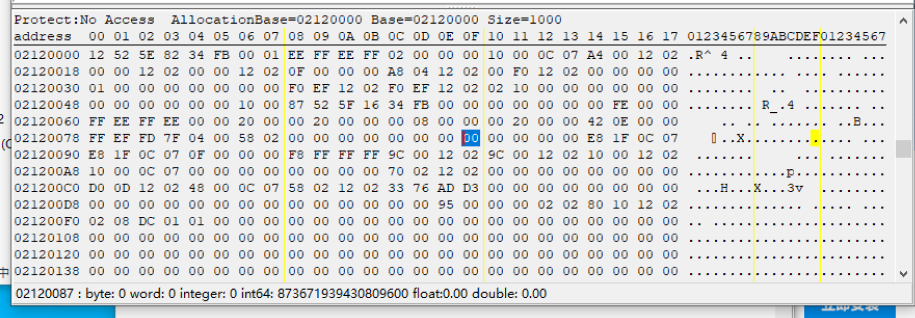 Protect:No Access AllocationBase=02120000 Base=02120000 Size=1000
address 00 01 02 03 04 05 06 07 08 09 0A 0B 0C 0D 0E 0F 10 11 12 13 14 15 16 17 0123456789ABCDEF01234567
02120000 12 52 5E 82 34 FB 00 01 EE FF EE FF 02 00 00 00 10 00 0C 07 A4 00 12 02 .R^ 4 .. ........ ...
02120018 00 00 12 02 00 00 12 02 0F 00 00 00 A8 04 12 02 00 F0 12 02 00 00 00 00 ............ ... .......
02120030 01 00 00 00 00 00 00 00 F0 EF 12 02 F0 EF 12 02 02 10 00 00 00 00 00 00 ........ .. ..........
02120048 00 00 00 00 00 00 10 00 87 52 5F 16 34 FB 00 00 00 00 00 00 00 FE 00 00 ........ R_.4 ....... ..
02120060 FF EE FF EE 00 00 20 00 00 20 00 00 00 08 00 00 00 20 00 00 42 0E 00 00 .. .. ....... .. ...B...
02120078 FF EF FD 7F 04 00 58 02 00 00 00 00 00 00 00 00 00 00 00 00 E8 1F 0C 07 ▯..X............. ...
02120090 E8 1F 0C 07 0F 00 00 00 F8 FF FF FF 9C 00 12 02 9C 00 12 02 10 00 12 02 ....... ... .......
021200A8 10 00 0C 07 00 00 00 00 00 00 00 00 70 02 12 02 00 00 00 00 00 00 00 00 ............p...........
021200C0 D0 0D 12 02 48 00 0C 07 58 02 12 02 33 76 AD D3 00 00 00 00 00 00 00 00 ...H...X...3v ........
021200D8 00 00 00 00 00 00 00 00 00 00 00 00 00 00 95 00 00 00 02 02 80 10 12 02 .............. ..... ...
021200F0 02 08 DC 01 01 00 00 00 00 00 00 00 00 00 00 00 00 00 00 00 00 00 00 00 .. .....................
02120108 00 00 00 00 00 00 00 00 00 00 00 00 00 00 00 00 00 00 00 00 00 00 00 00 ........................
02120120 00 00 00 00 00 00 00 00 00 00 00 00 00 00 00 00 00 00 00 00 00 00 00 00 ........................
02120138 00 00 00 00 00 00 00 00 00 00 00 00 00 00 00 00 00 00 00 00 00 00 00 00 ........................
02120087 : byte: 0 word: 0 integer: 0 int64: 873671939430809600 float:0.00 double: 0.00